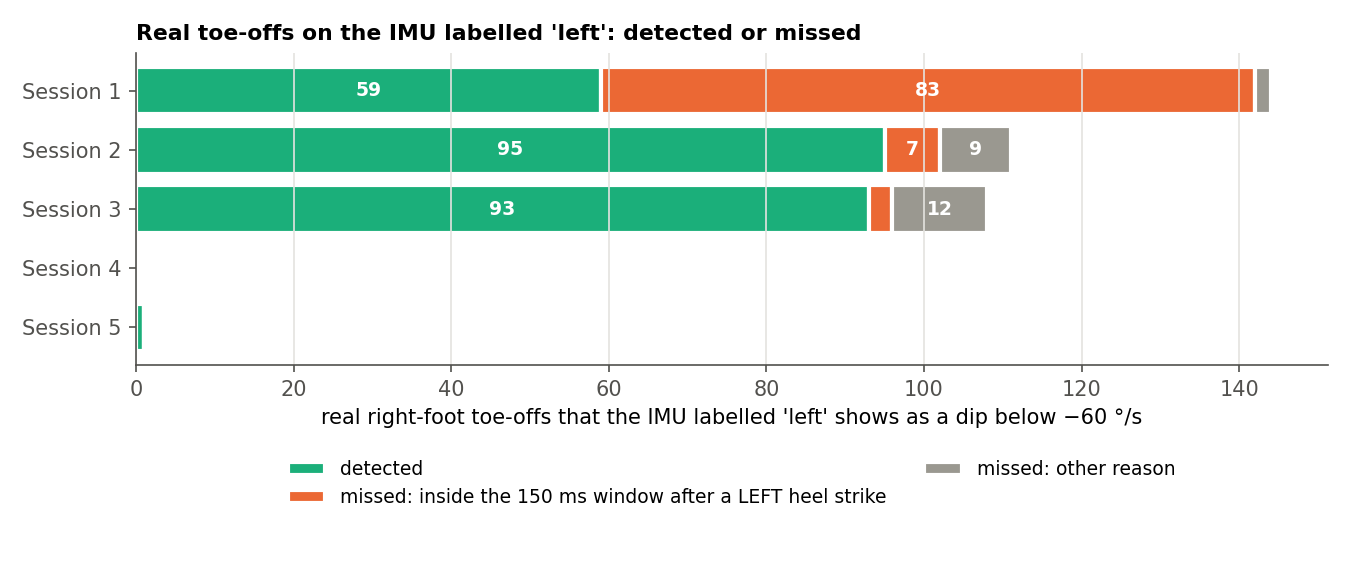 Real toe-offs on the IMU labelled 'left': detected or missed
Session 1
59
83
Session 2
95
7
9
Session 3
93
12
Session 4
Session 5
0 20 40 60 80 100 120 140
real right-foot toe-offs that the IMU labelled 'left' shows as a dip below −60 °/s
detected
missed: inside the 150 ms window after a LEFT heel strike
missed: other reason